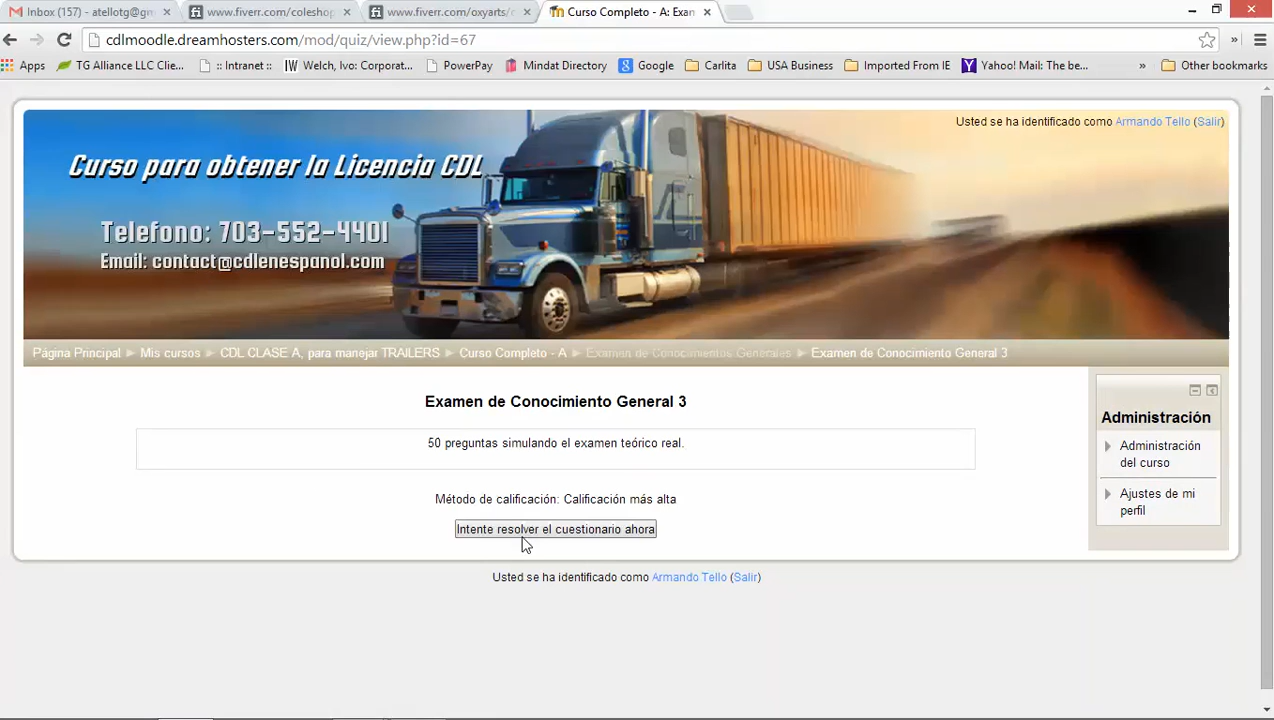 Inbox (157) - atellotg@gm
www.fiverr.com/coleshop
www.fiverr.com/oxyarts/
Curso Completo - A: Exam
cdlmoodle.dreamhosters.com/mod/quiz/view.php?id=67
Apps
TG Alliance LLC Clie...
:: Intranet ::
Welch, Ivo: Corporat...
PowerPay
Mindat Directory
Google
Carlita
USA Business
Imported From IE
Yahoo! Mail: The be...
»
Other bookmarks
Usted se ha identificado como Armando Tello (Salir)
Curso para obtener la Licencia CDL
Telefono: 703-552-4401
Email: contact@cdlenespanol.com
Página Principal ► Mis cursos ► CDL CLASE A, para manejar TRAILERS ► Curso Completo - A ► Examen de Conocimientos Generales ► Examen de Conocimiento General 3
Examen de Conocimiento General 3
50 preguntas simulando el examen teórico real.
Método de calificación: Calificación más alta
Intente resolver el cuestionario ahora
Administración
Administración
del curso
Ajustes de mi
perfil
Usted se ha identificado como Armando Tello (Salir)